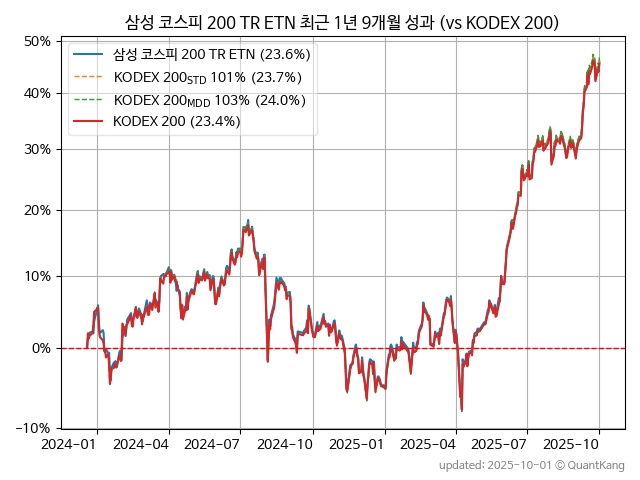 삼성 코스피 200 TR ETN 최근 1년 9개월 성과 (vs KODEX 200)
삼성 코스피 200 TR ETN (23.6%)
KODEX 200STD 101% (23.7%)
KODEX 200MDD 103% (24.0%)
KODEX 200 (23.4%)
50%
40%
30%
20%
10%
0%
−10%
2024-01 2024-04 2024-07 2024-10 2025-01 2025-04 2025-07 2025-10
updated: 2025-10-01 © QuantKang